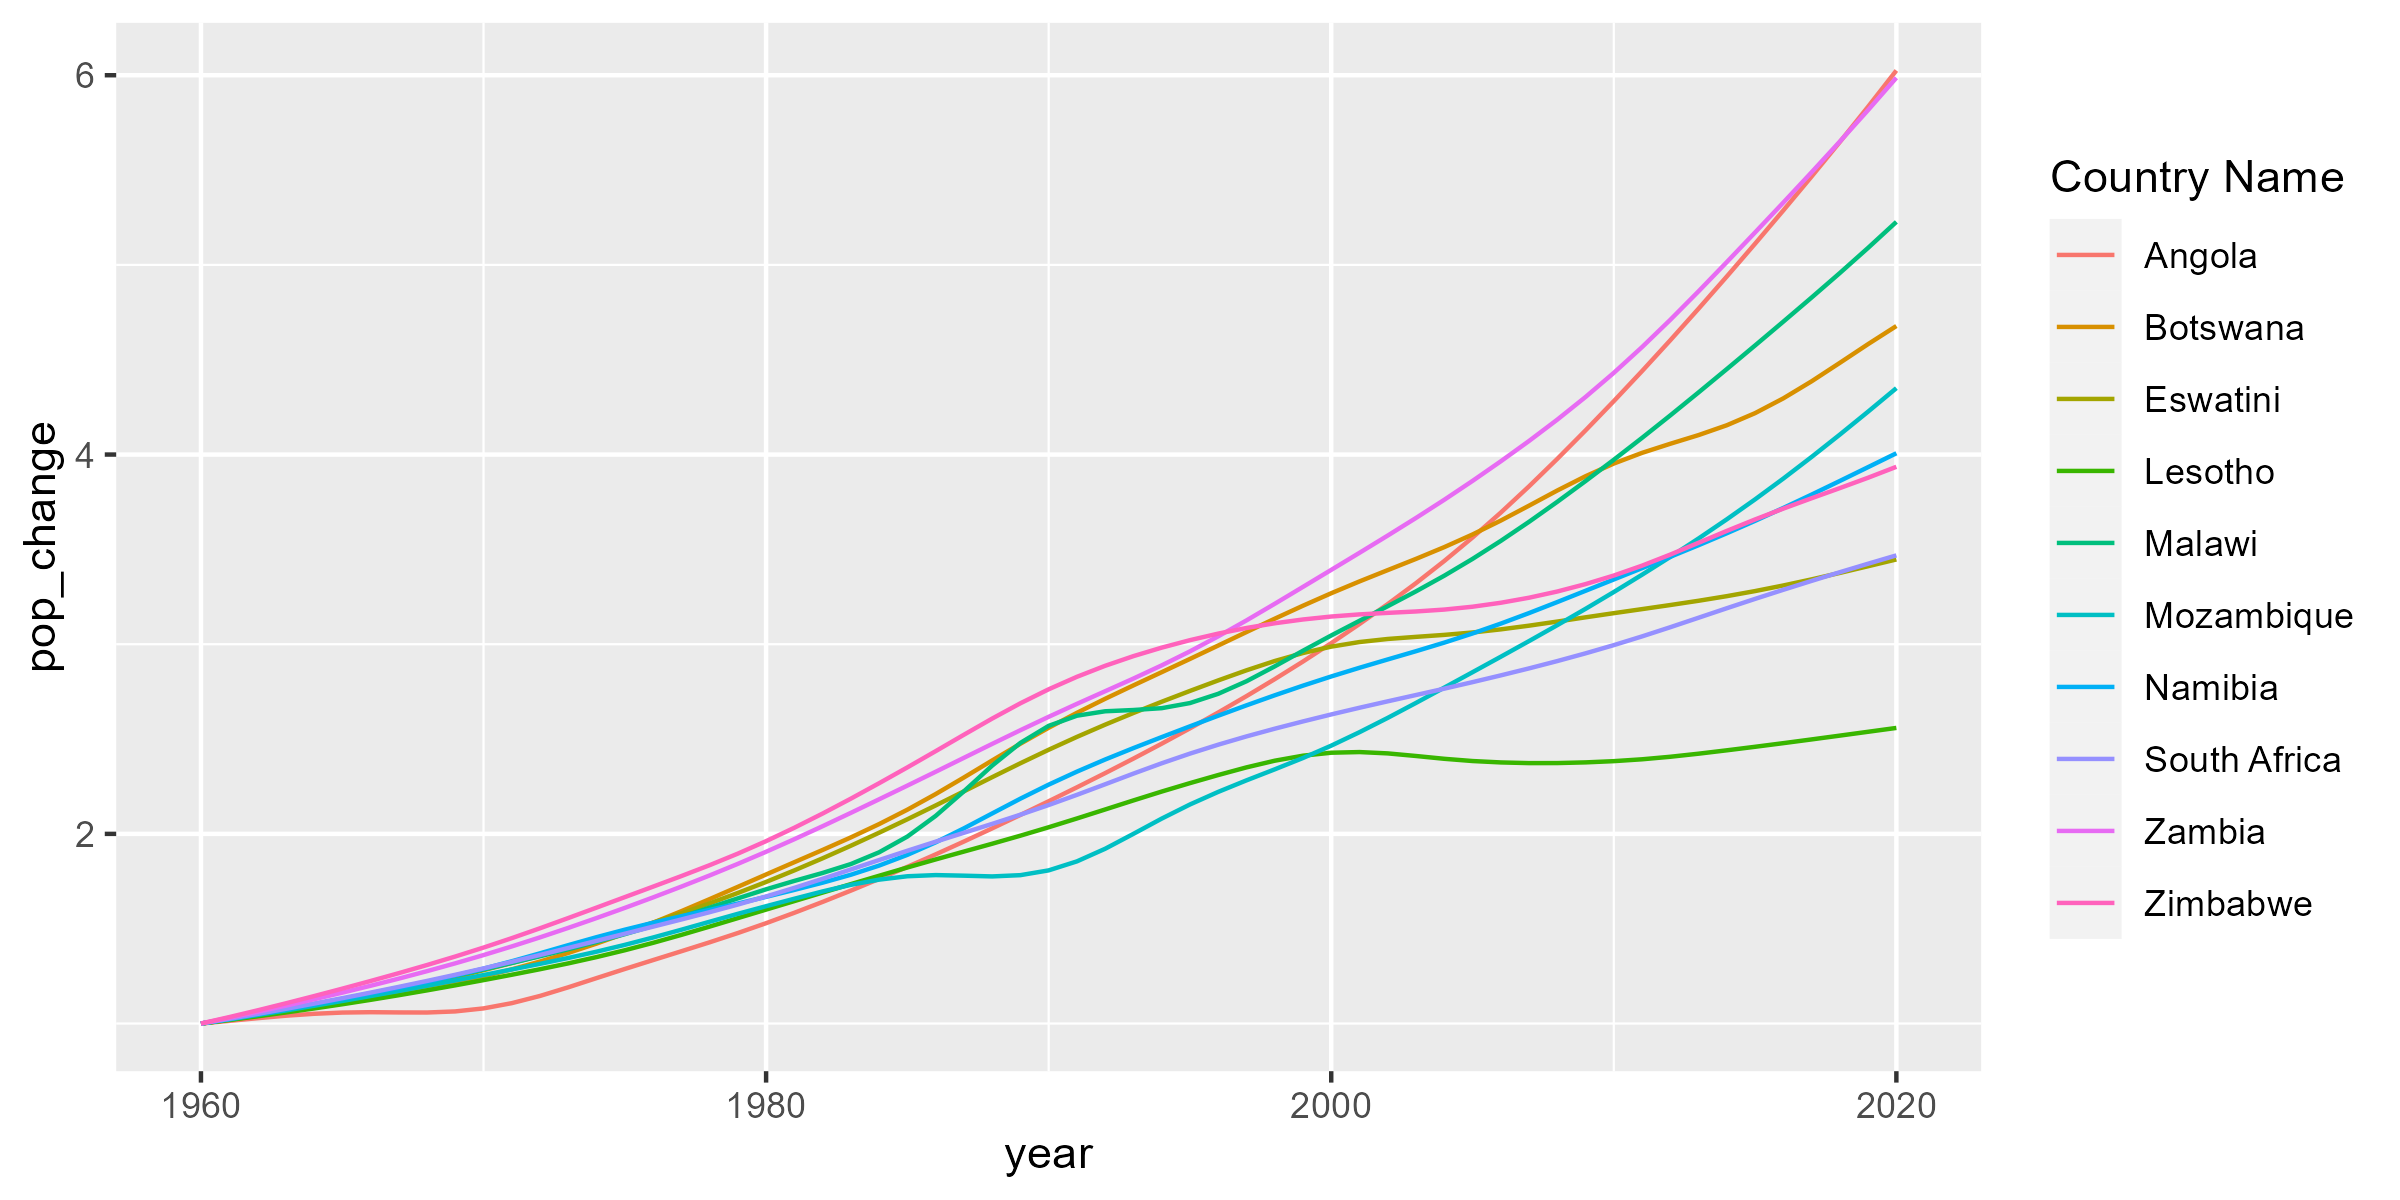 6
4
2
pop_change
1960
1980
2000
2020
year
Country Name
Angola
Botswana
Eswatini
Lesotho
Malawi
Mozambique
Namibia
South Africa
Zambia
Zimbabwe